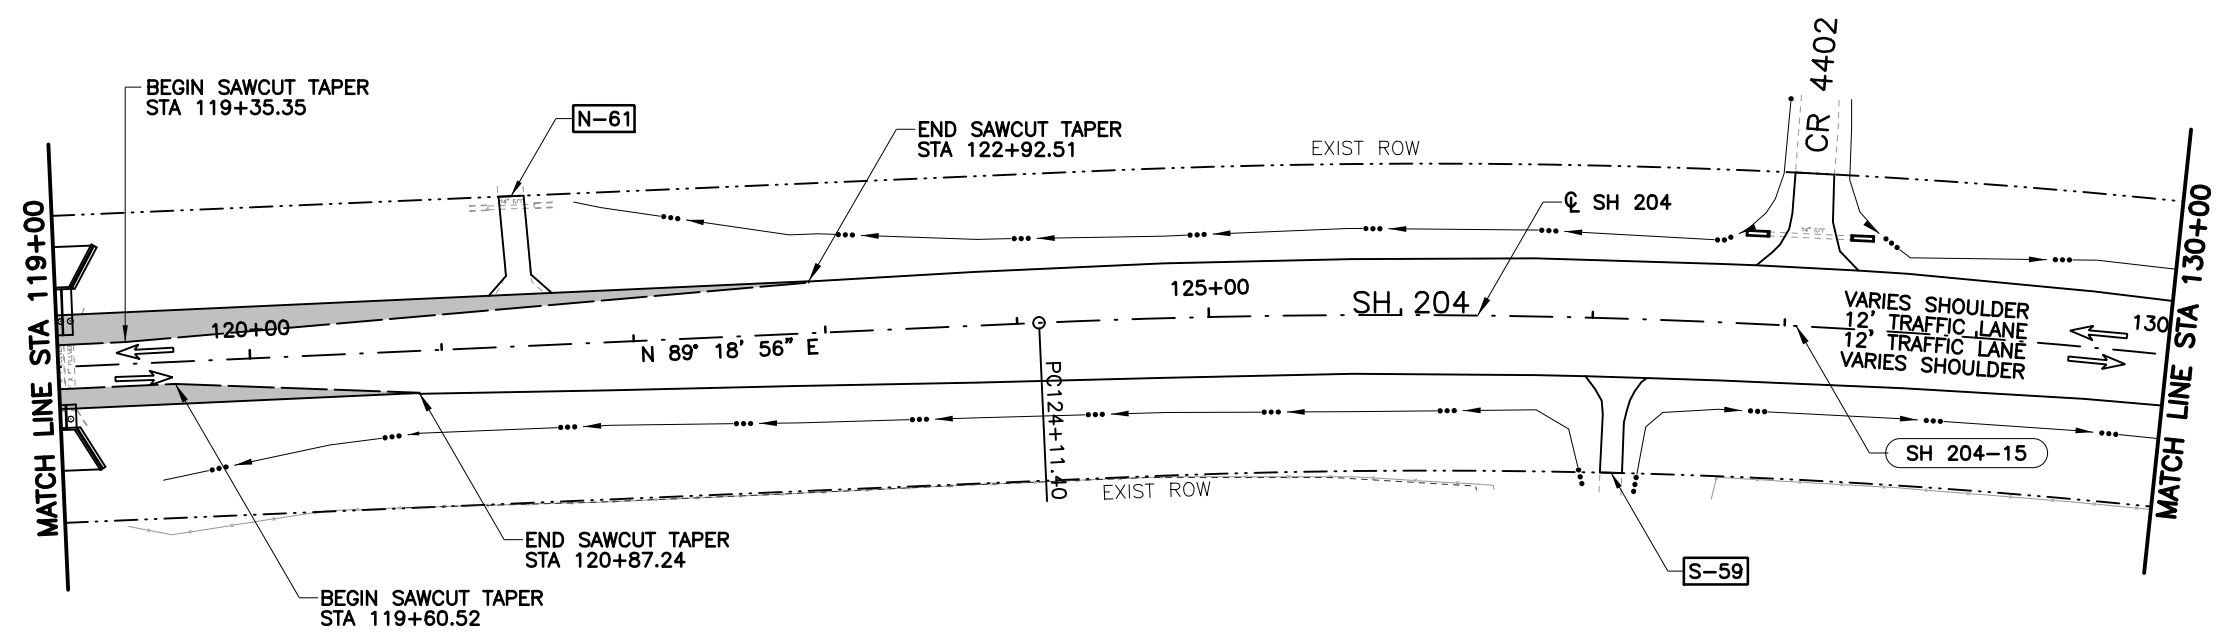 BEGIN SAWCUT TAPER
STA 119+35.35
N-61
END SAWCUT TAPER
STA 122+92.51
EXIST ROW
CR 4402
℄ SH 204
MATCH LINE STA 119+00
120+00
N 89° 18' 56" E
125+00
SH 204
PC124+11.40
VARIES SHOULDER
12' TRAFFIC LANE
12' TRAFFIC LANE
VARIES SHOULDER
130
MATCH LINE STA 130+00
SH 204-15
EXIST ROW
END SAWCUT TAPER
STA 120+87.24
S-59
BEGIN SAWCUT TAPER
STA 119+60.52